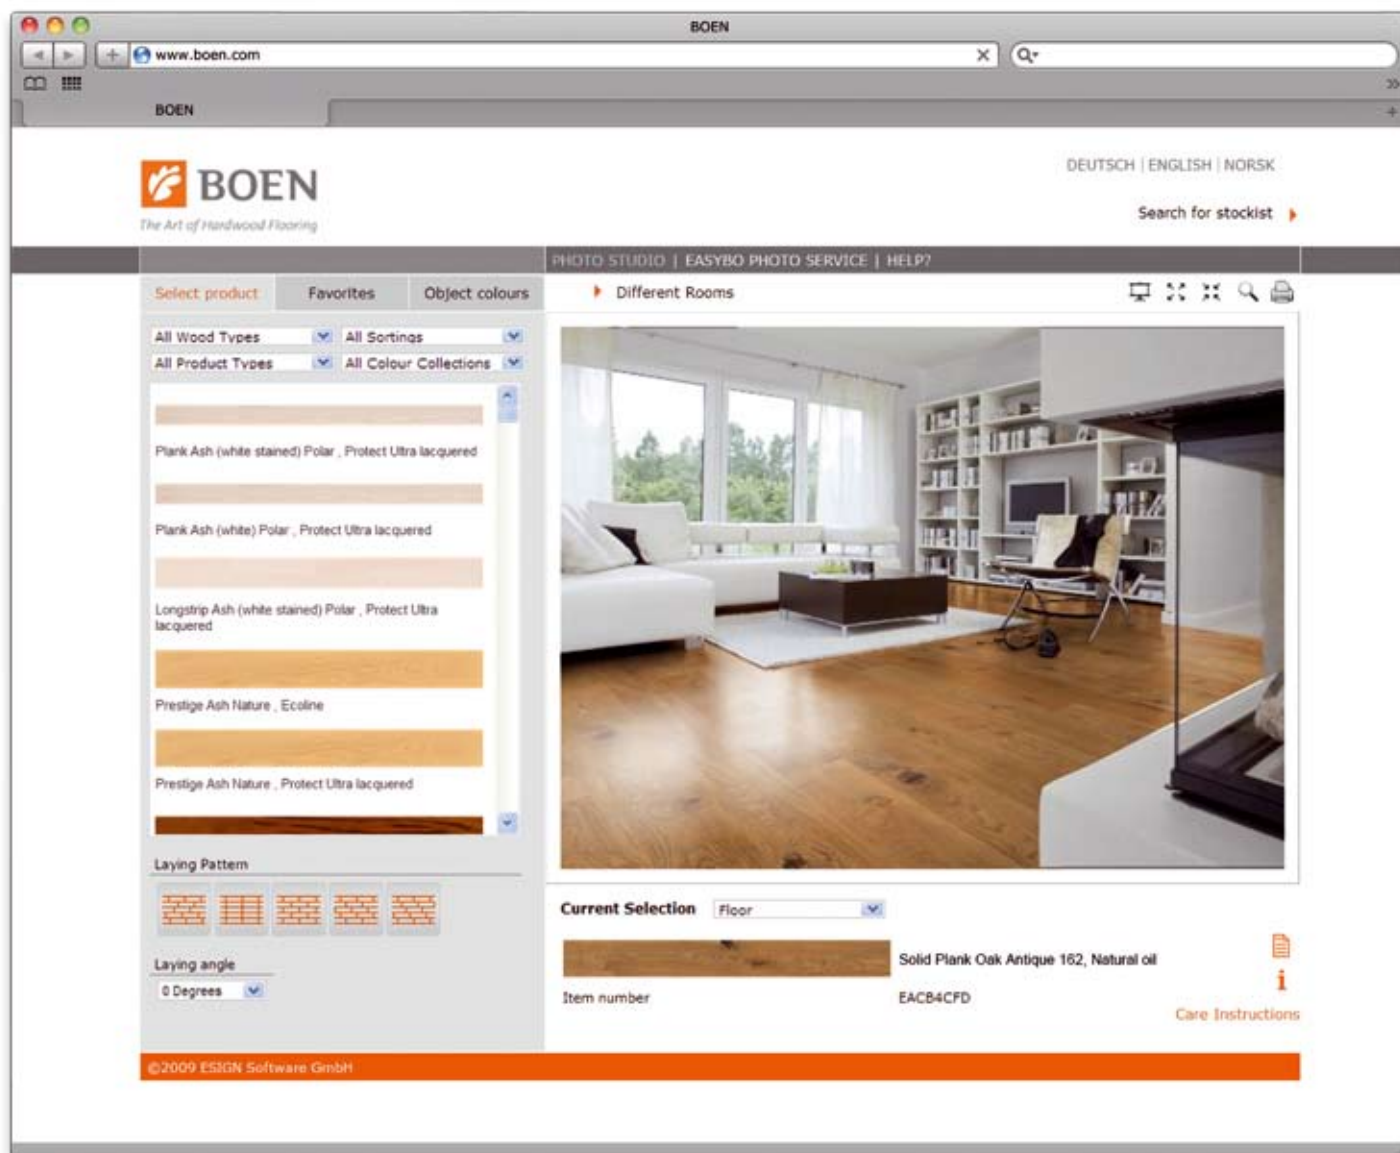 BOEN
www.boen.com
BOEN
BOEN
The Art of Hardwood Flooring
DEUTSCH | ENGLISH | NORSK
Search for stockist
PHOTO STUDIO | EASYBO PHOTO SERVICE | HELP?
Select product
Favorites
Object colours
Different Rooms
All Wood Types
All Sortings
All Product Types
All Colour Collections
Plank Ash (white stained) Polar , Protect Ultra lacquered
Plank Ash (white) Polar , Protect Ultra lacquered
Longstrip Ash (white stained) Polar , Protect Ultra
lacquered
Prestige Ash Nature , Ecoline
Prestige Ash Nature , Protect Ultra lacquered
Laying Pattern
Laying angle
0 Degrees
Current Selection
Floor
Solid Plank Oak Antique 162, Natural oil
Item number
EACB4CFD
Care Instructions
©2009 ESIGN Software GmbH